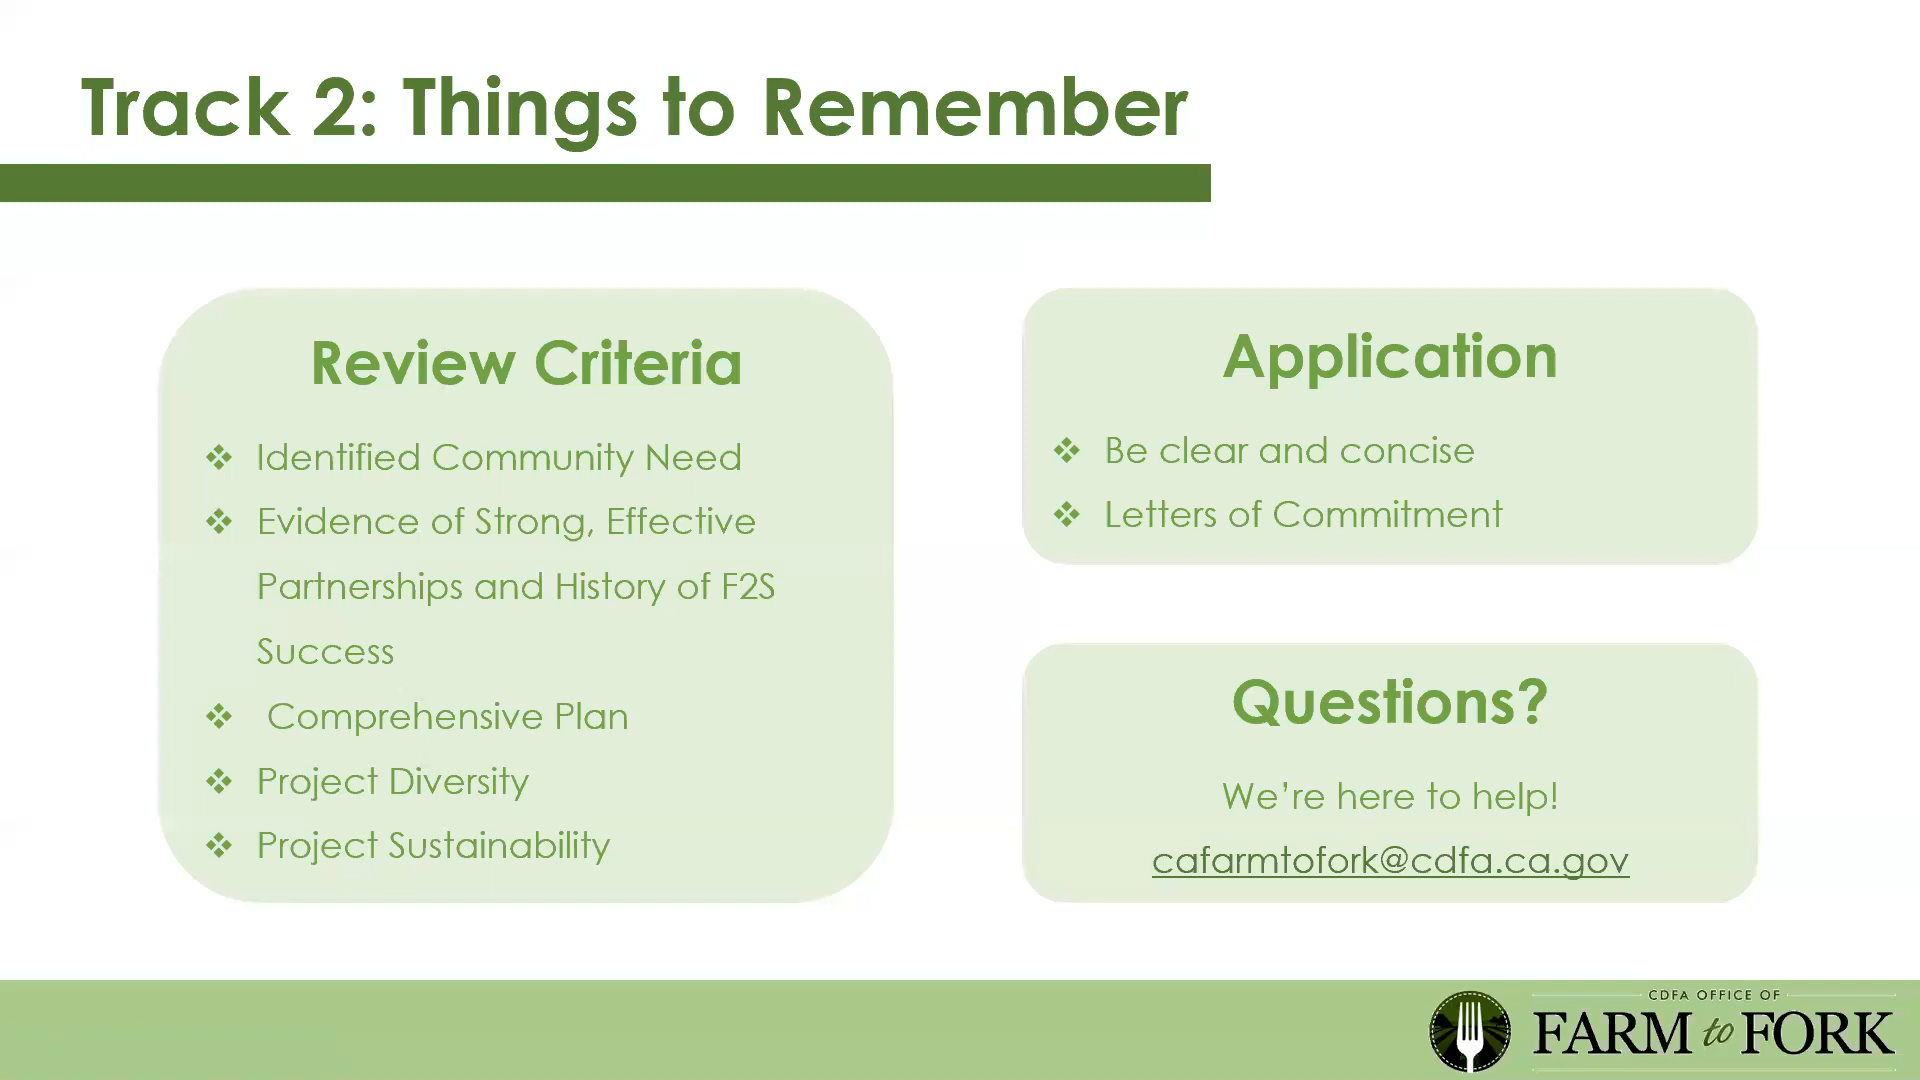 Track 2: Things to Remember
Review Criteria
❖ Identified Community Need
❖ Evidence of Strong, Effective
Partnerships and History of F2S
Success
❖ Comprehensive Plan
❖ Project Diversity
❖ Project Sustainability
Application
❖ Be clear and concise
❖ Letters of Commitment
Questions?
We’re here to help!
cafarmtofork@cdfa.ca.gov
CDFA OFFICE OF
FARM to FORK